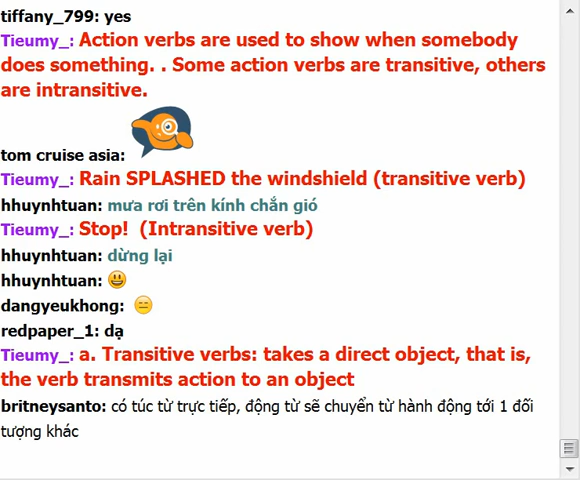 tiffany_799: yes
Tieumy_: Action verbs are used to show when somebody
does something. . Some action verbs are transitive, others
are intransitive.
tom cruise asia:
Tieumy_: Rain SPLASHED the windshield (transitive verb)
hhuynhtuan: mưa rơi trên kính chắn gió
Tieumy_: Stop! (Intransitive verb)
hhuynhtuan: dừng lại
hhuynhtuan:
dangyeukhong:
redpaper_1: dạ
Tieumy_: a. Transitive verbs: takes a direct object, that is,
the verb transmits action to an object
britneysanto: có túc từ trực tiếp, động từ sẽ chuyển từ hành động tới 1 đối
tượng khác